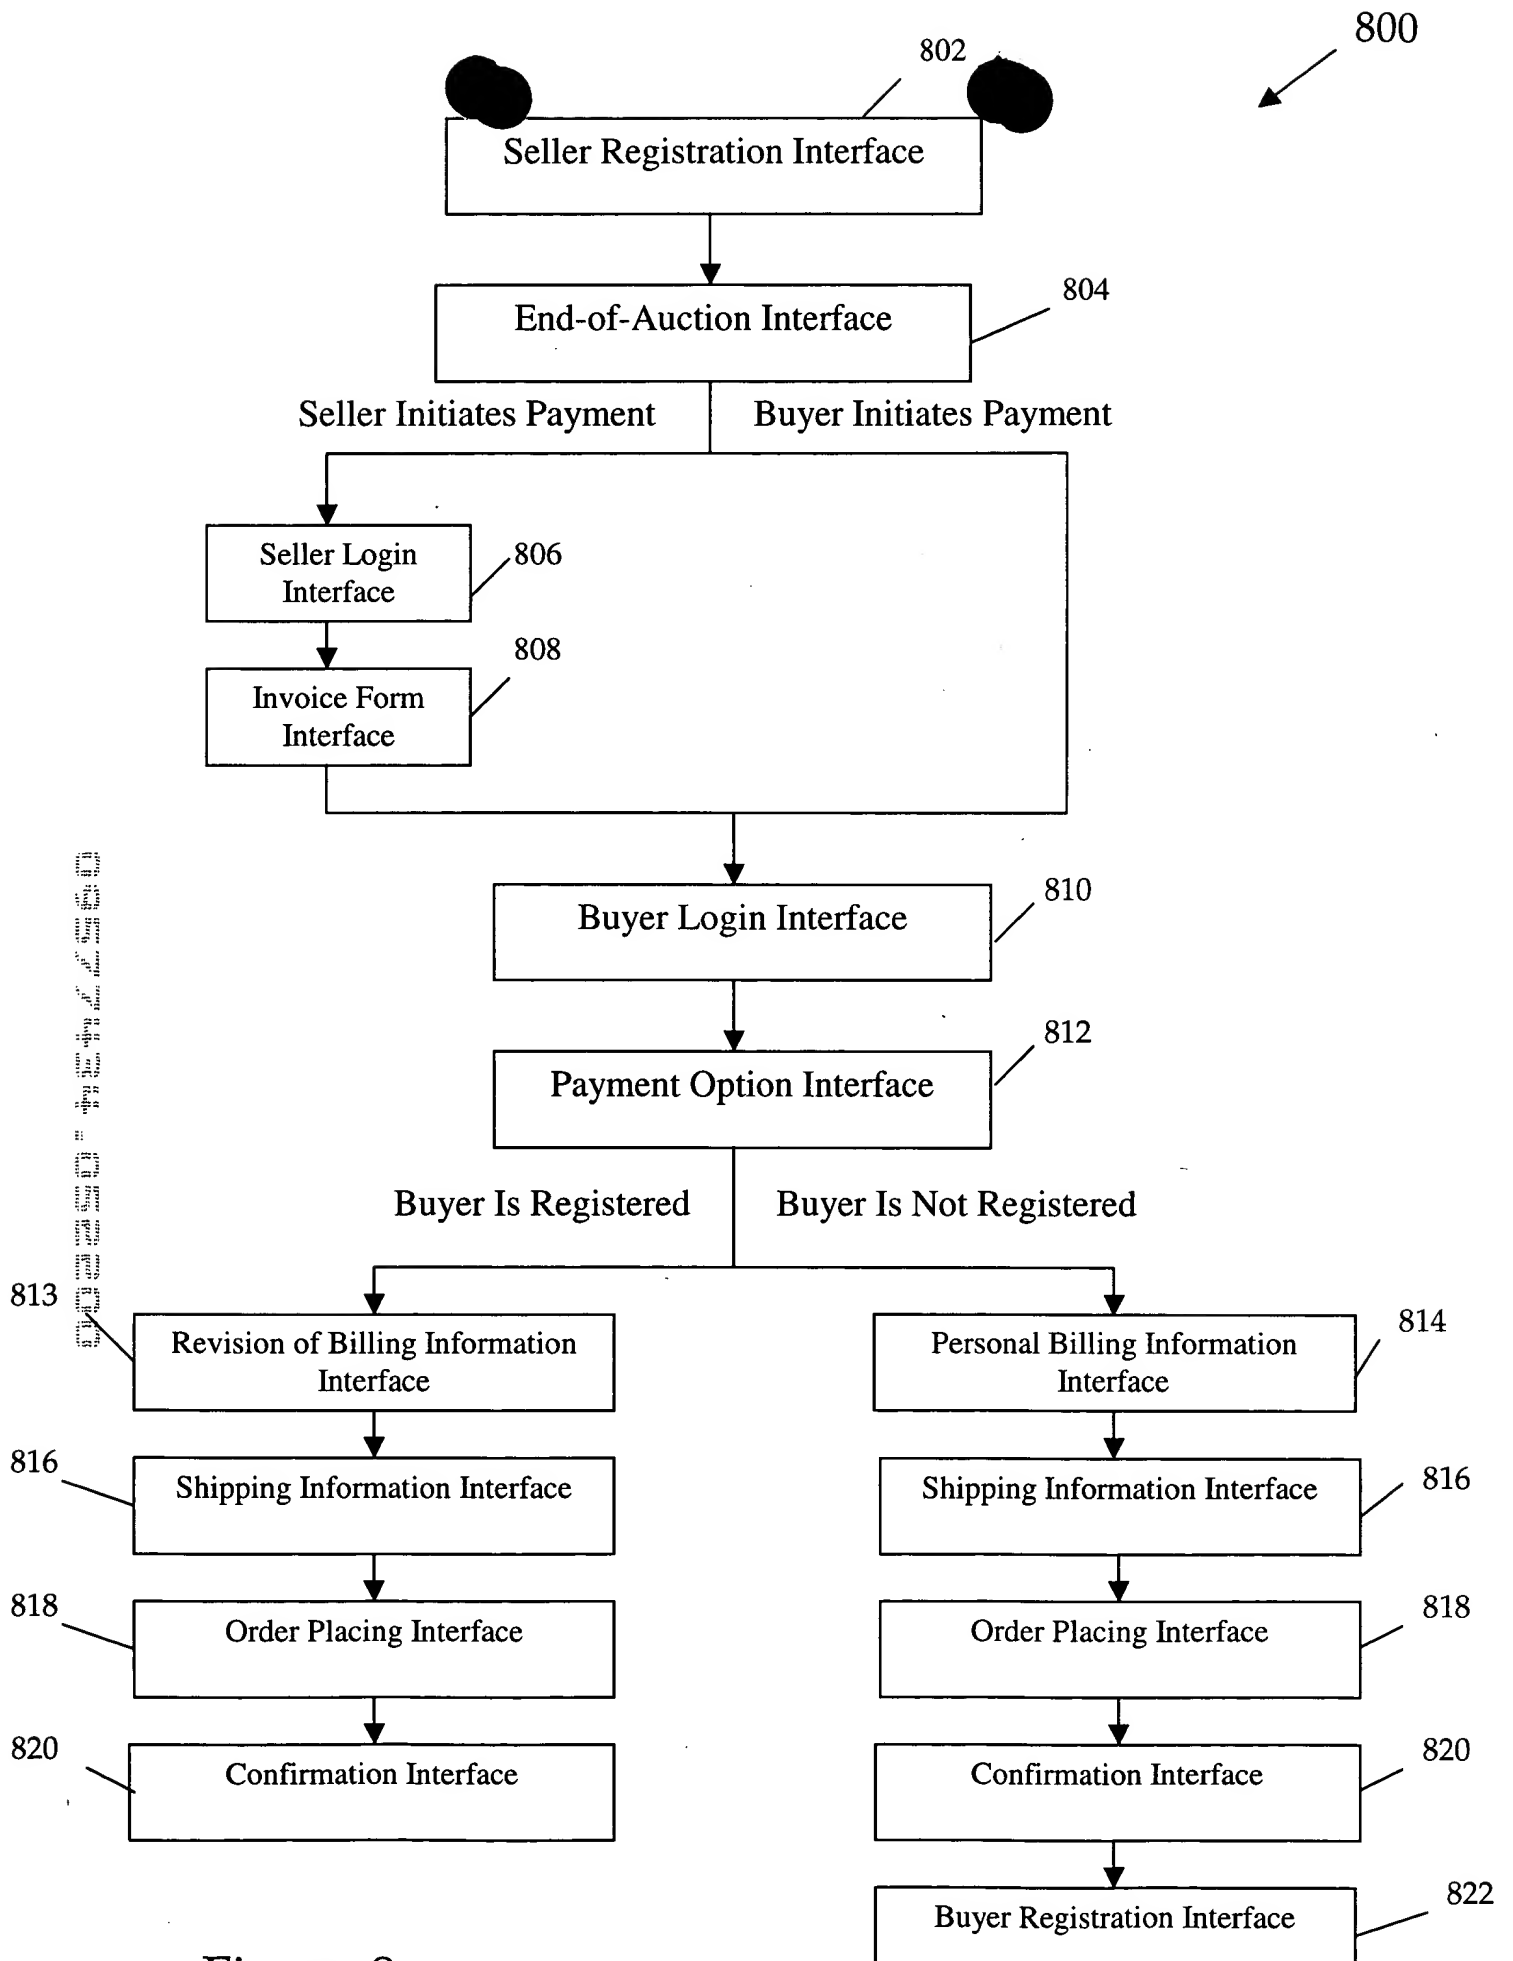 800
802
Seller Registration Interface
804
End-of-Auction Interface
Seller Initiates Payment
Buyer Initiates Payment
Seller Login
Interface
806
808
Invoice Form
Interface
810
Buyer Login Interface
812
Payment Option Interface
Buyer Is Registered
Buyer Is Not Registered
09577434.052200
813
Revision of Billing Information
Interface
814
Personal Billing Information
Interface
816
Shipping Information Interface
Shipping Information Interface
816
818
Order Placing Interface
Order Placing Interface
818
820
Confirmation Interface
Confirmation Interface
820
822
Buyer Registration Interface